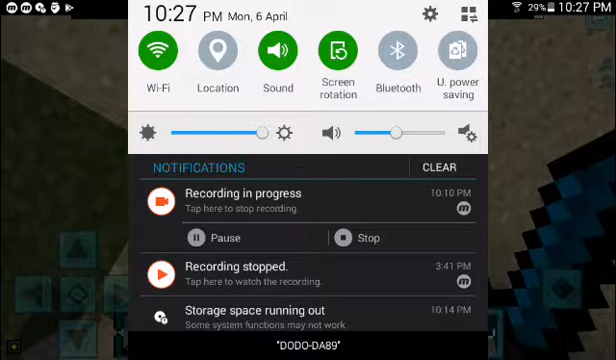 29% 10:27 PM
10:27 PM Mon, 6 April
Wi-Fi
Location
Sound
Screen rotation
Bluetooth
U. power saving
NOTIFICATIONS
CLEAR
Recording in progress
10:10 PM
Tap here to stop recording.
Pause
Stop
Recording stopped.
3:41 PM
Tap here to watch the recording.
Storage space running out
10:14 PM
Some system functions may not work
"DODO-DA89"